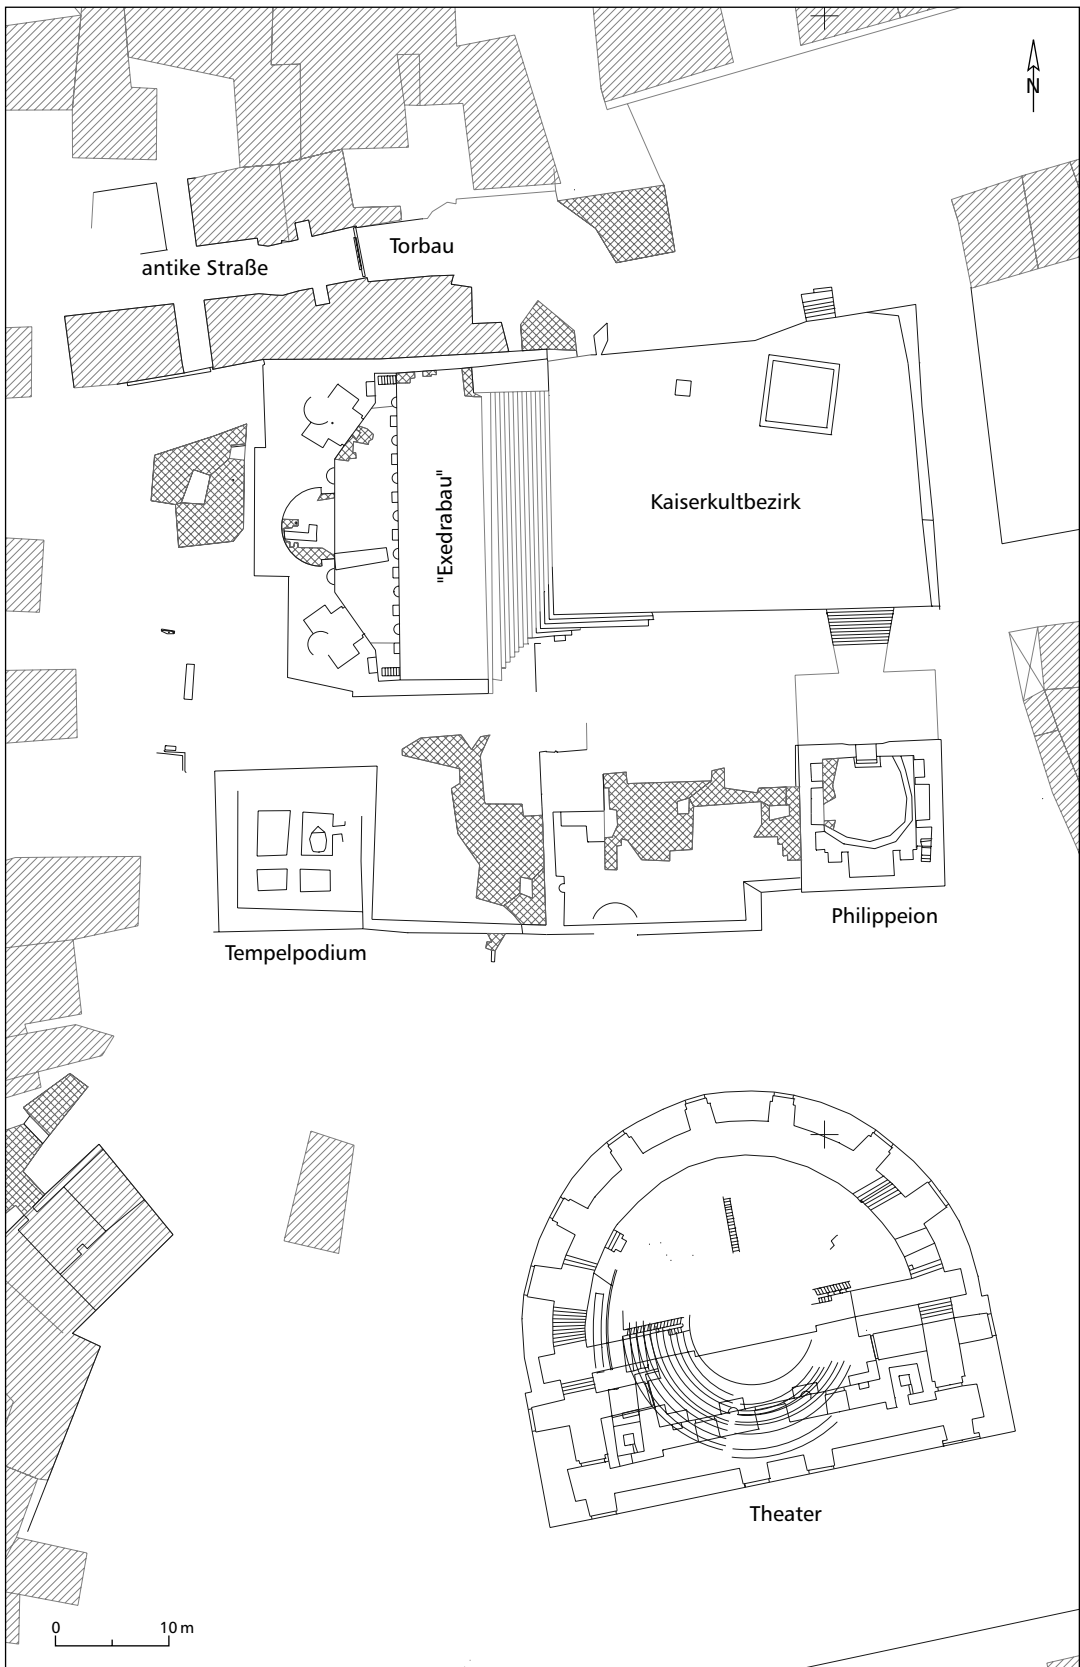 N
Torbau
antike Straße
"Exedrabau"
Kaiserkultbezirk
Philippeion
Tempelpodium
Theater
0 10 m